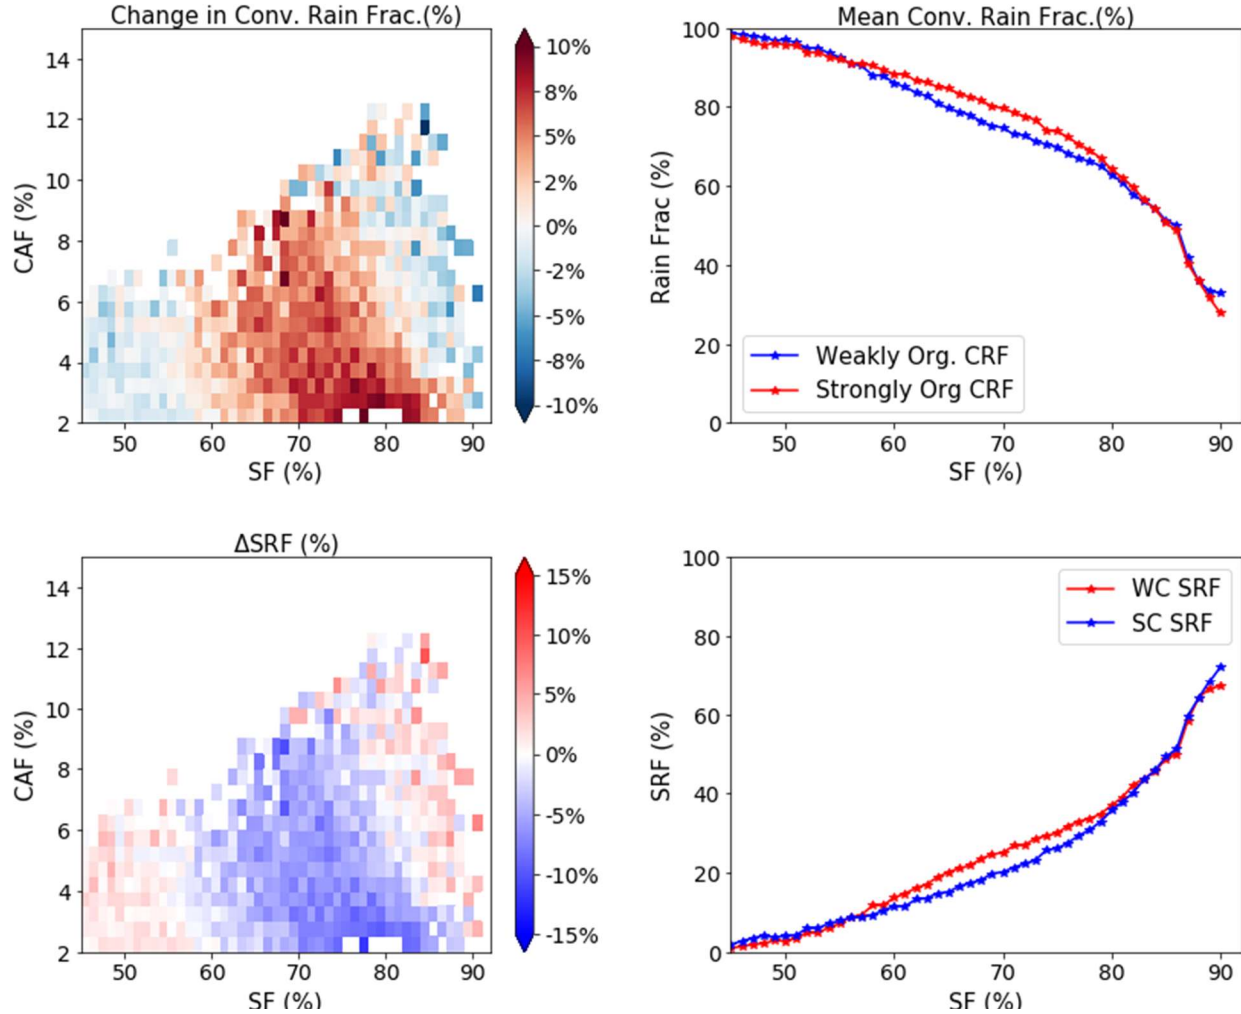 Change in Conv. Rain Frac.(%)
CAF (%)
14
12
10
8
6
4
2
50 60 70 80 90
SF (%)
10%
8%
5%
2%
0%
-2%
-5%
-8%
-10%
Mean Conv. Rain Frac.(%)
Rain Frac (%)
100
80
60
40
20
0
50 60 70 80 90
SF (%)
Weakly Org. CRF
Strongly Org CRF
ΔSRF (%)
CAF (%)
14
12
10
8
6
4
2
50 60 70 80 90
SF (%)
15%
10%
5%
0%
-5%
-10%
-15%
SRF (%)
100
80
60
40
20
0
50 60 70 80 90
SF (%)
WC SRF
SC SRF